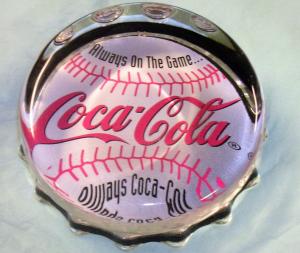 Always On The Game...
Coca-Cola®
Always Coca-Col